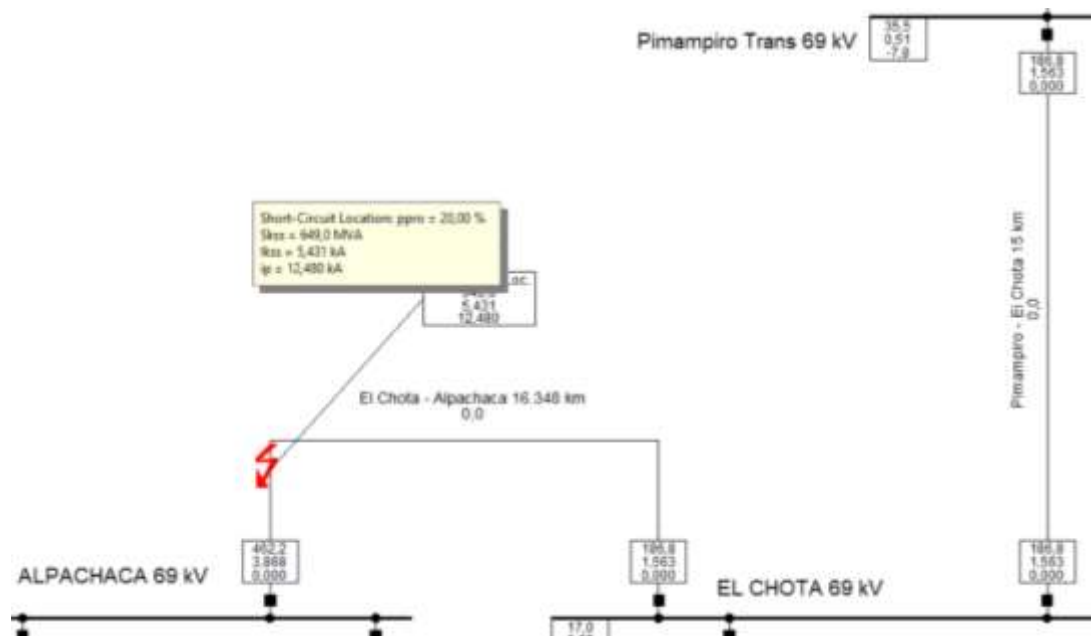 Pimampiro Trans 69 kV
35,5
0,51
-7,8
186,8
1,563
0,000
Short-Circuit Location: ppro = 20,00 %
Skss = 649,0 MVA
Ikss = 5,431 kA
ip = 12,480 kA
5,431
12,480
Pimampiro - El Chota 15 km
0,0
El Chota - Alpachaca 16.348 km
0,0
462,2
3,868
0,000
186,8
1,563
0,000
186,8
1,563
0,000
ALPACHACA 69 kV
EL CHOTA 69 kV
17,0